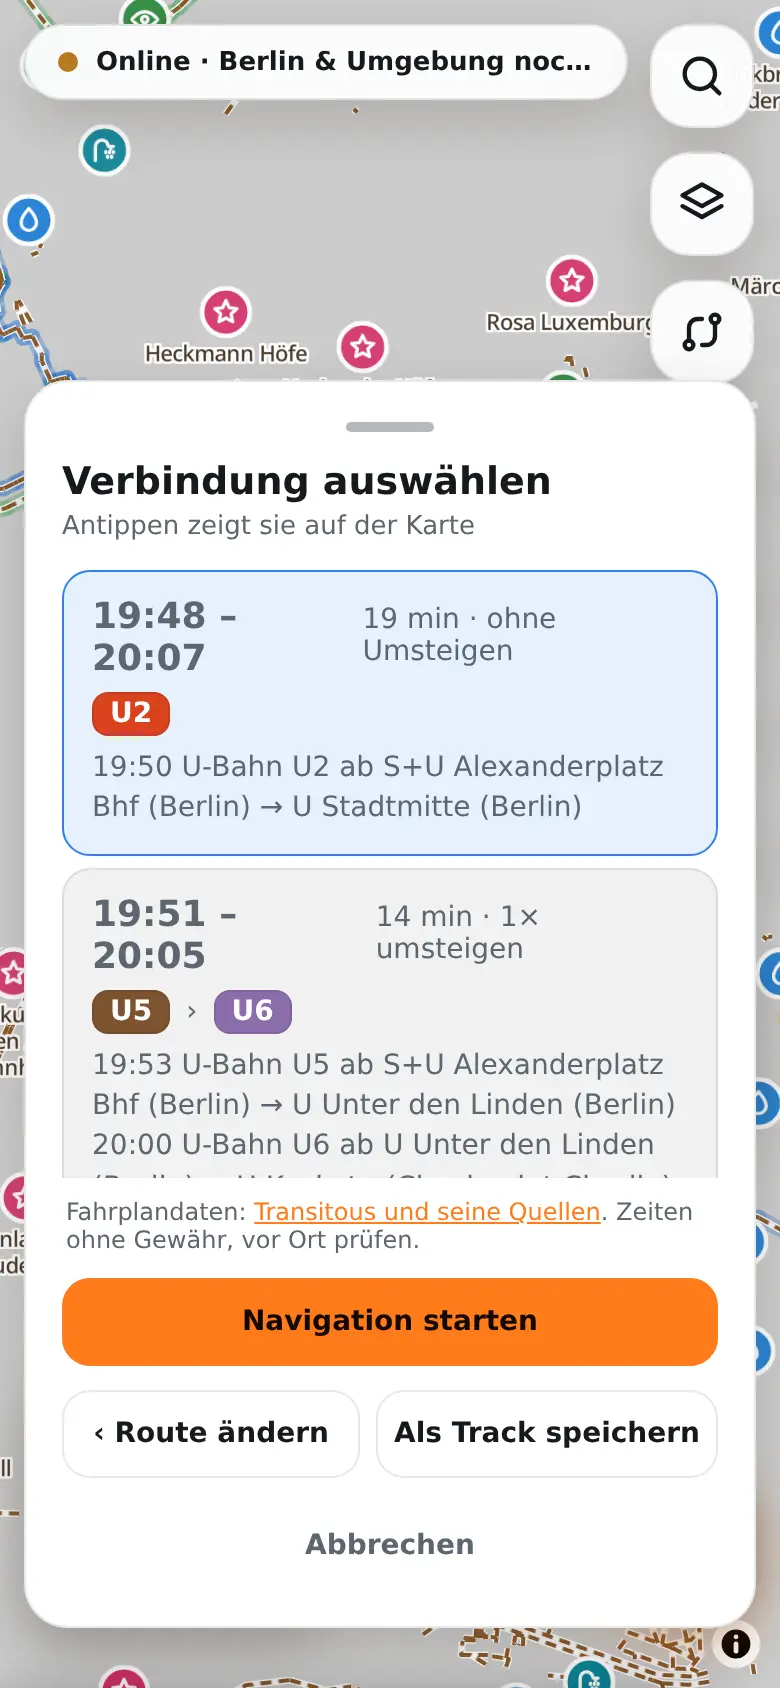 Online · Berlin & Umgebung noc…
Heckmann Höfe
Rosa Luxemburg
Verbindung auswählen
Antippen zeigt sie auf der Karte
19:48 –
20:07
19 min · ohne
Umsteigen
U2
19:50 U-Bahn U2 ab S+U Alexanderplatz
Bhf (Berlin) → U Stadtmitte (Berlin)
19:51 –
20:05
14 min · 1×
umsteigen
U5 › U6
19:53 U-Bahn U5 ab S+U Alexanderplatz
Bhf (Berlin) → U Unter den Linden (Berlin)
20:00 U-Bahn U6 ab U Unter den Linden
Fahrplandaten: Transitous und seine Quellen. Zeiten
ohne Gewähr, vor Ort prüfen.
Navigation starten
‹ Route ändern
Als Track speichern
Abbrechen